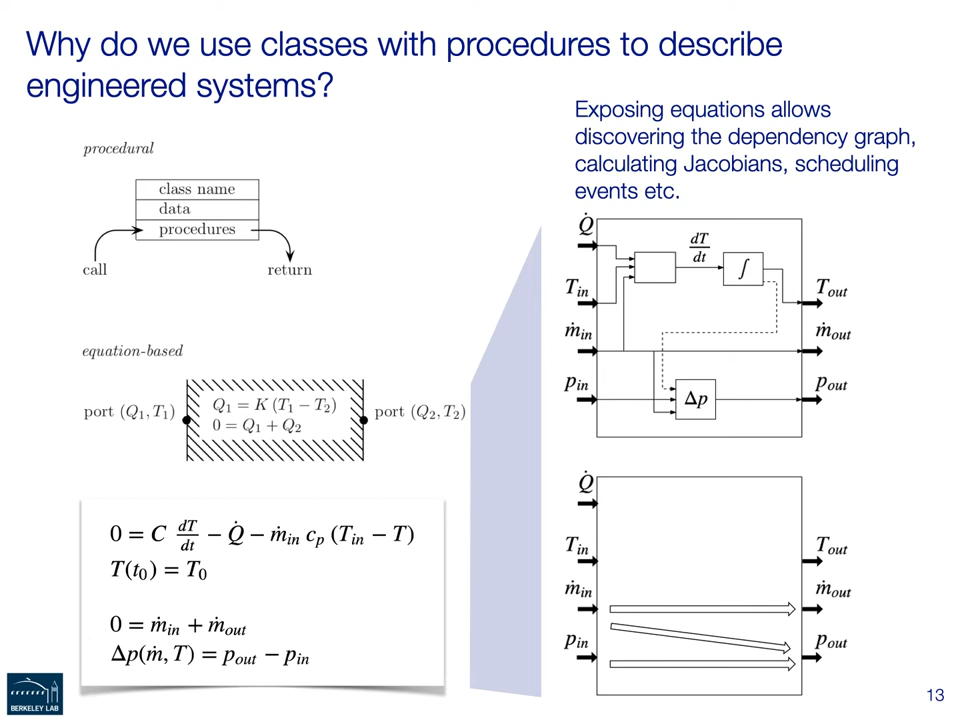 Why do we use classes with procedures to describe
engineered systems?
Exposing equations allows
discovering the dependency graph,
calculating Jacobians, scheduling
events etc.
procedural
class name
data
procedures
call
return
equation-based
port (Q₁, T₁)
Q₁ = K (T₁ − T₂)
0 = Q₁ + Q₂
port (Q₂, T₂)
0 = C dT/dt − Q̇ − ṁ_in c_p (T_in − T)
T(t₀) = T₀
0 = ṁ_in + ṁ_out
Δp(ṁ, T) = p_out − p_in
Q̇
dT/dt
∫
T_in
T_out
ṁ_in
ṁ_out
p_in
Δp
p_out
Q̇
T_in
T_out
ṁ_in
ṁ_out
p_in
p_out
BERKELEY LAB
13